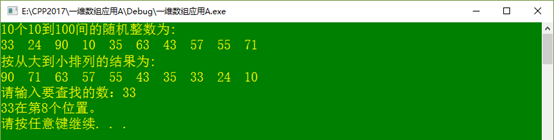 E:\CPP2017\一维数组应用A\Debug\一维数组应用A.exe
10个10到100间的随机整数为:
33 24 90 10 35 63 43 57 55 71
按从大到小排列的结果为:
90 71 63 57 55 43 35 33 24 10
请输入要查找的数: 33
33在第8个位置。
请按任意键继续. . .